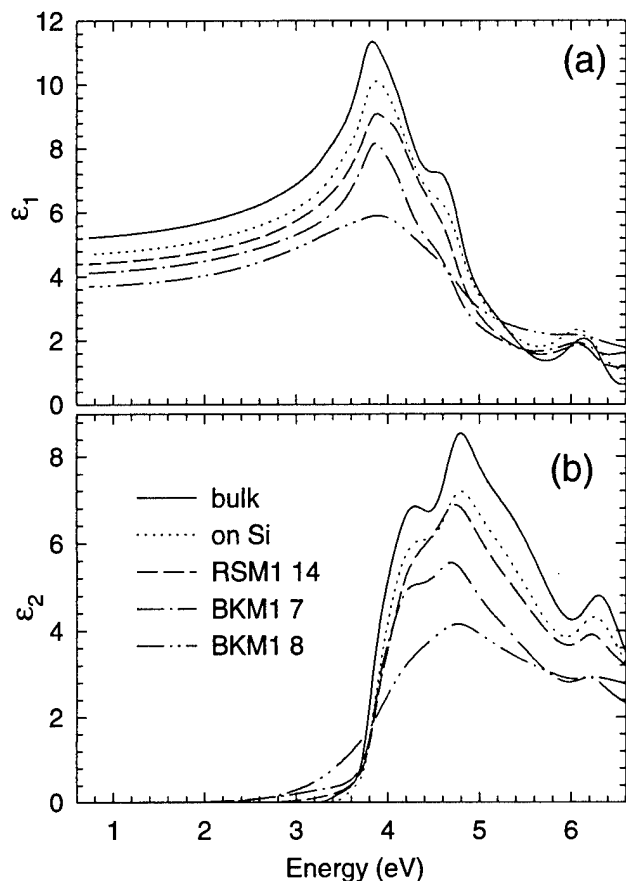 12
10
8
6
4
2
0
ε1
(a)
8
6
4
2
0
ε2
(b)
bulk
on Si
RSM1 14
BKM1 7
BKM1 8
1 2 3 4 5 6
Energy (eV)